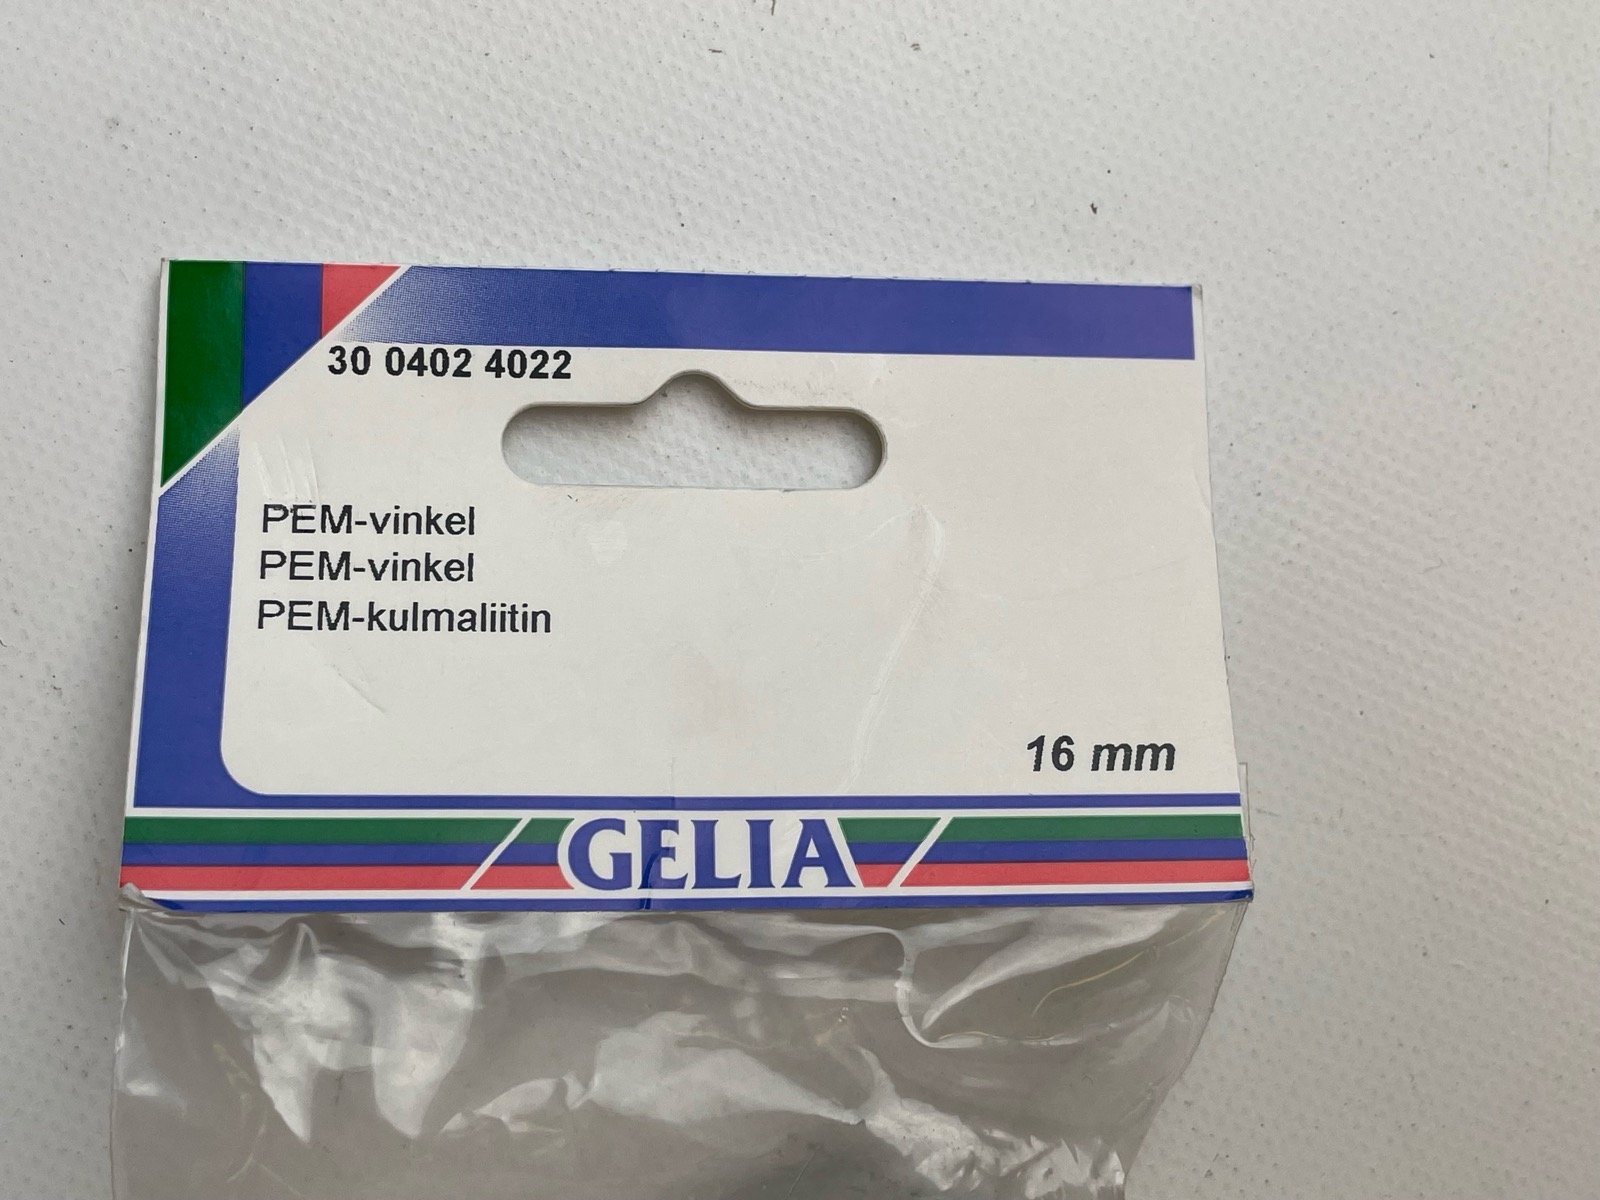 30 0402 4022
PEM-vinkel
PEM-vinkel
PEM-kulmaliitin
16 mm
GELIA